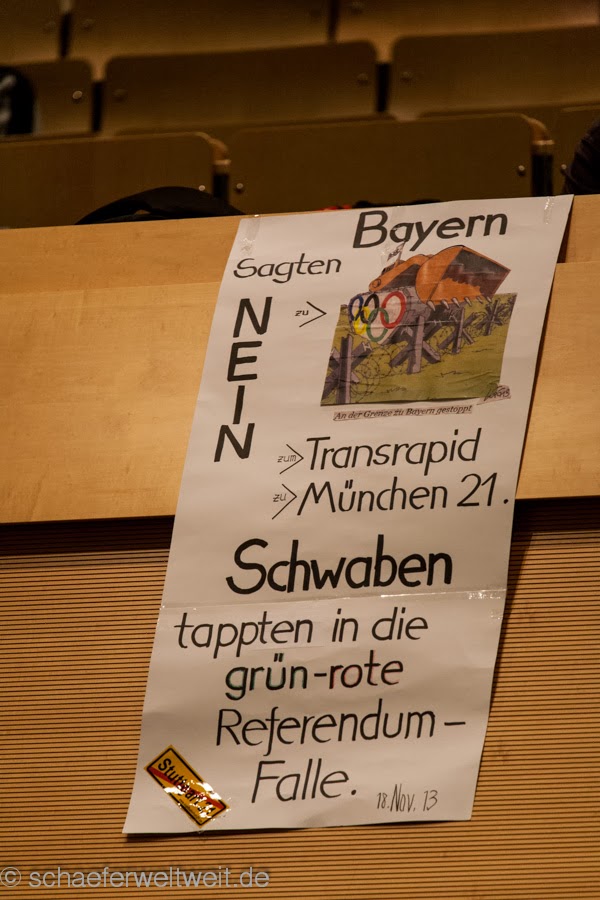 Bayern
Sagten
NEIN
zu >
An der Grenze zu Bayern gestoppt
zum > Transrapid
zu > München 21.
Schwaben
tappten in die
grün-rote
Referendum –
Falle.
18. Nov. 13
© schaeferweltweit.de